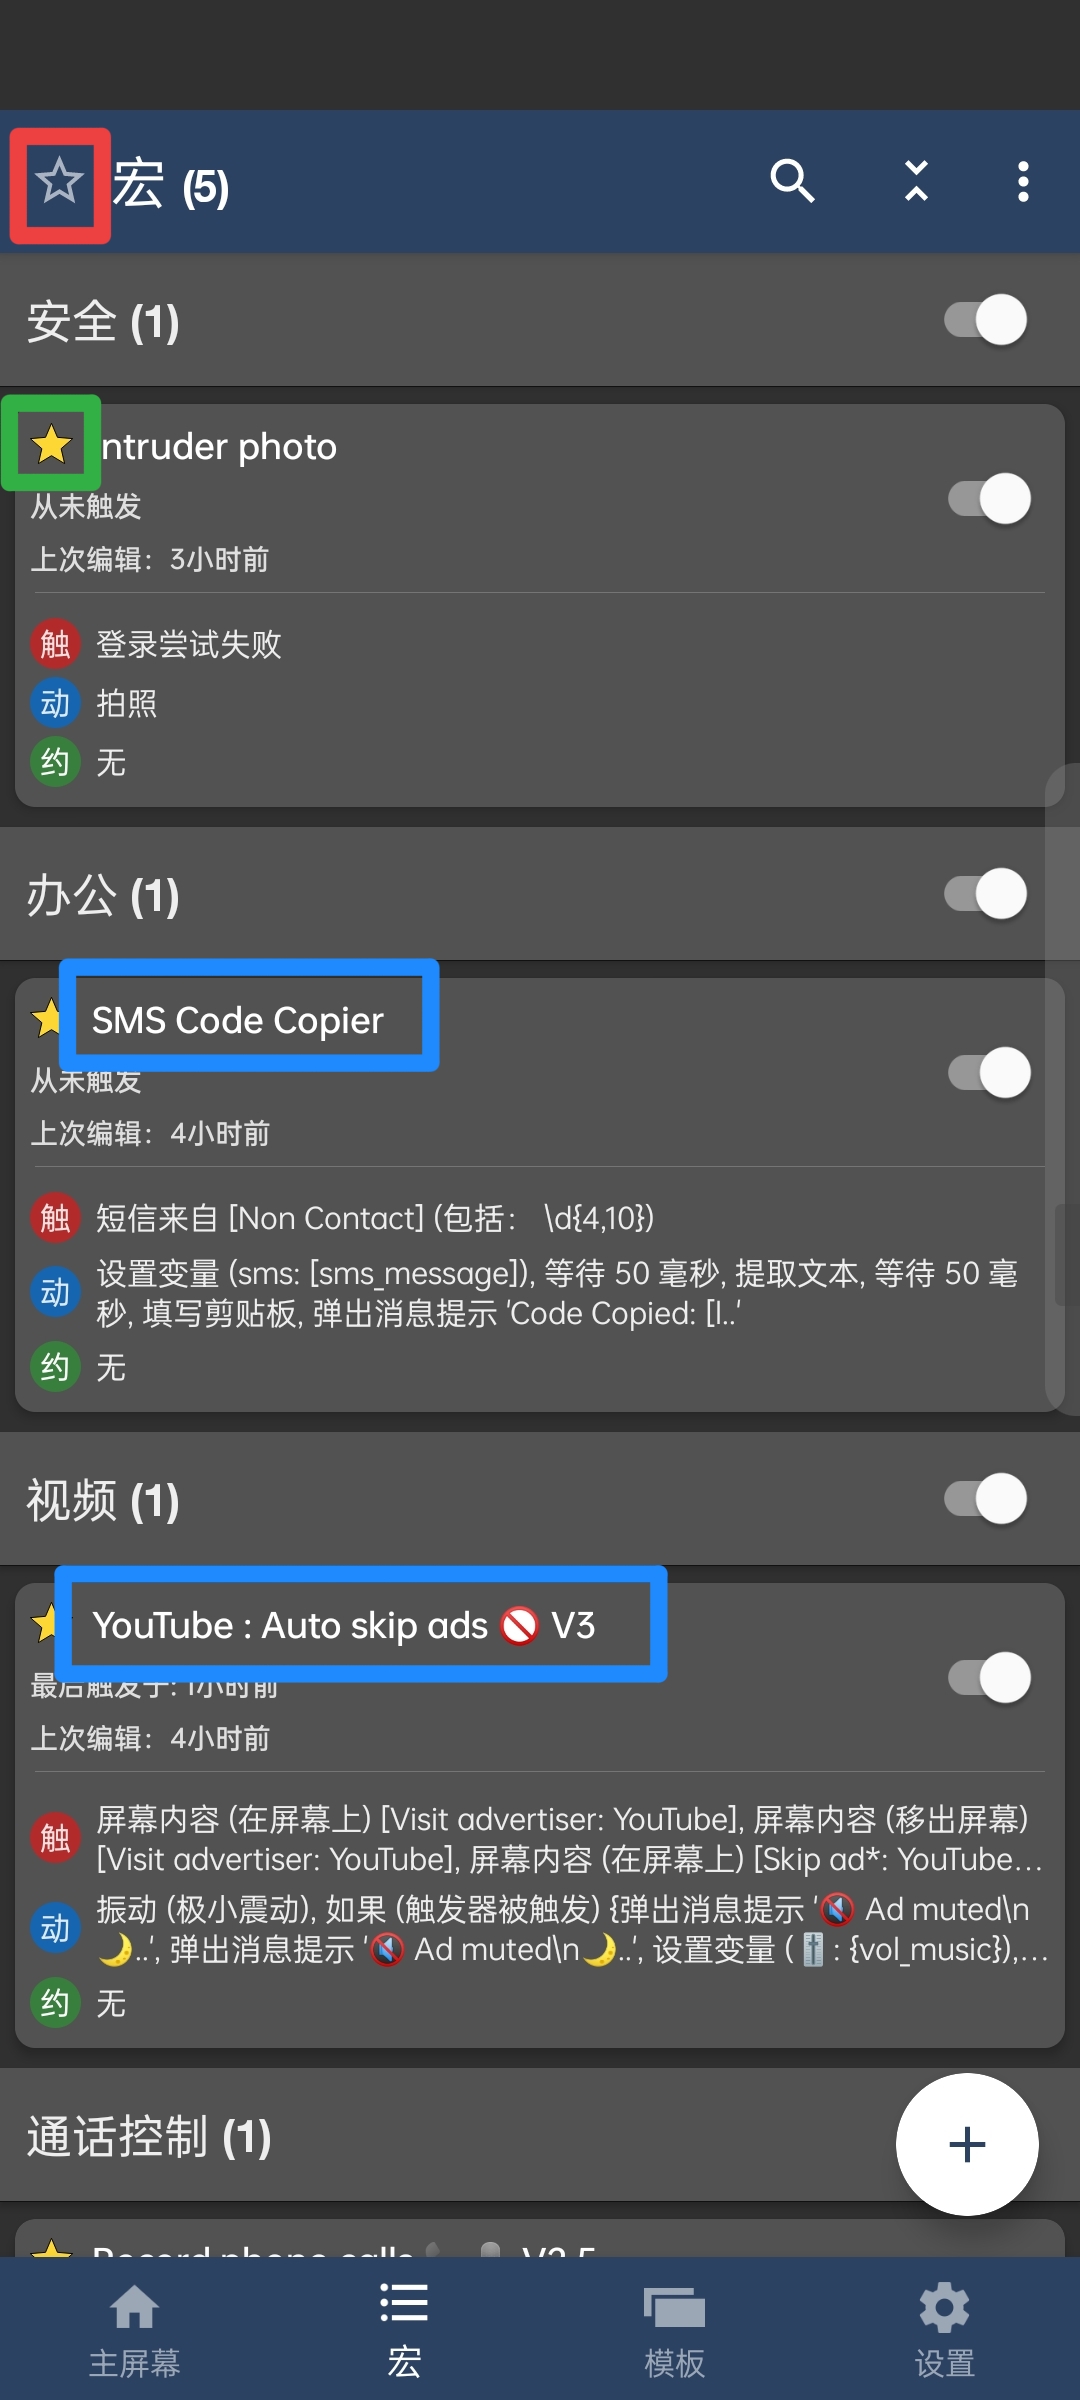 宏 (5)
安全 (1)
ntruder photo
从未触发
上次编辑：3小时前
触 登录尝试失败
动 拍照
约 无
办公 (1)
SMS Code Copier
从未触发
上次编辑：4小时前
触 短信来自 [Non Contact] (包括： \d{4,10})
动 设置变量 (sms: [sms_message]), 等待 50 毫秒, 提取文本, 等待 50 毫
秒, 填写剪贴板, 弹出消息提示 'Code Copied: [l..'
约 无
视频 (1)
YouTube : Auto skip ads 🚫 V3
最后触发于: 1小时前
上次编辑：4小时前
触 屏幕内容 (在屏幕上) [Visit advertiser: YouTube], 屏幕内容 (移出屏幕)
[Visit advertiser: YouTube], 屏幕内容 (在屏幕上) [Skip ad*: YouTube...
动 振动 (极小震动), 如果 (触发器被触发) {弹出消息提示 '🔇 Ad muted\n
🌙..', 弹出消息提示 '🔇 Ad muted\n🌙..', 设置变量 (🎚️ : {vol_music}),...
约 无
通话控制 (1)
Record phone calls V2.5
主屏幕
宏
模板
设置